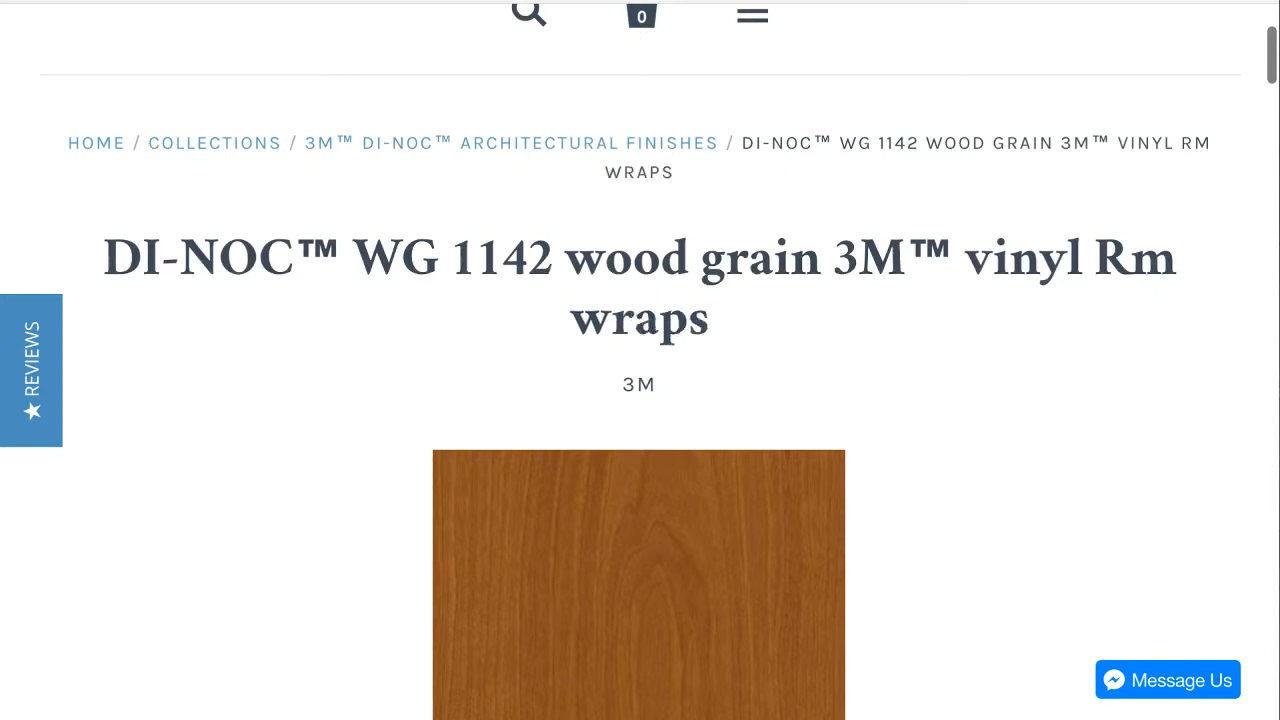 0
HOME / COLLECTIONS / 3M™ DI-NOC™ ARCHITECTURAL FINISHES / DI-NOC™ WG 1142 WOOD GRAIN 3M™ VINYL RM
WRAPS
DI-NOC™ WG 1142 wood grain 3M™ vinyl Rm
wraps
3M
★ REVIEWS
Message Us